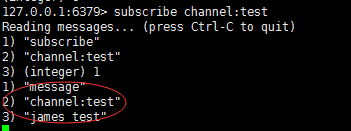 127.0.0.1:6379> subscribe channel:test
Reading messages... (press Ctrl-C to quit)
1) "subscribe"
2) "channel:test"
3) (integer) 1
1) "message"
2) "channel:test"
3) "james test"